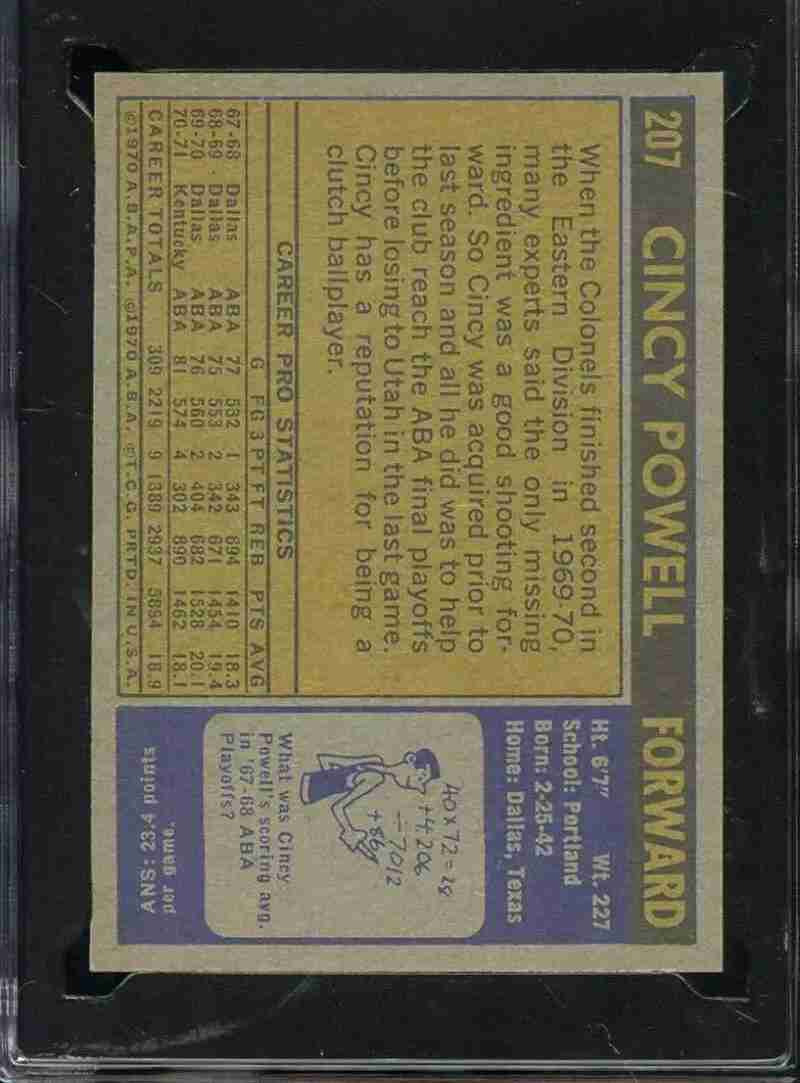 207 CINCY POWELL FORWARD
When the Colonels finished second in
the Eastern Division in 1969-70,
many experts said the only missing
ingredient was a good shooting for-
ward. So Cincy was acquired prior to
last season and all he did was to help
the club reach the ABA final playoffs
before losing to Utah in the last game.
Cincy has a reputation for being a
clutch ballplayer.
CAREER PRO STATISTICS
G FG 3PT FT REB PTS AVG
67-68 Dallas ABA 77 532 1 343 894 1410 18.3
68-69 Dallas ABA 75 553 2 342 671 1454 19.4
69-70 Dallas ABA 76 560 2 404 682 1528 20.1
70-71 Kentucky ABA 81 574 4 302 890 1462 18.1
CAREER TOTALS 309 2219 9 1389 2937 5894 18.9
©1970 A.B.A.P.A. ©1970 A.B.A. ©T.C.G. PRTD. IN U.S.A.
Ht. 6'7" Wt. 227
School: Portland
Born: 2-25-42
Home: Dallas, Texas
40 x 72 = 28
+4.206
÷7012
+86
What was Cincy
Powell's scoring avg.
in '67-68 ABA
Playoffs?
ANS: 23.4 points
per game.